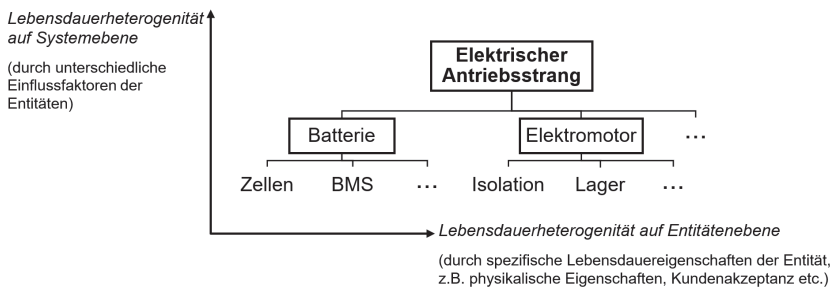 Lebensdauerheterogenität
auf Systemebene
(durch unterschiedliche
Einflussfaktoren der
Entitäten)
Elektrischer
Antriebsstrang
Batterie
Elektromotor
...
Zellen
BMS
...
Isolation
Lager
...
Lebensdauerheterogenität auf Entitätenebene
(durch spezifische Lebensdauereigenschaften der Entität,
z.B. physikalische Eigenschaften, Kundenakzeptanz etc.)